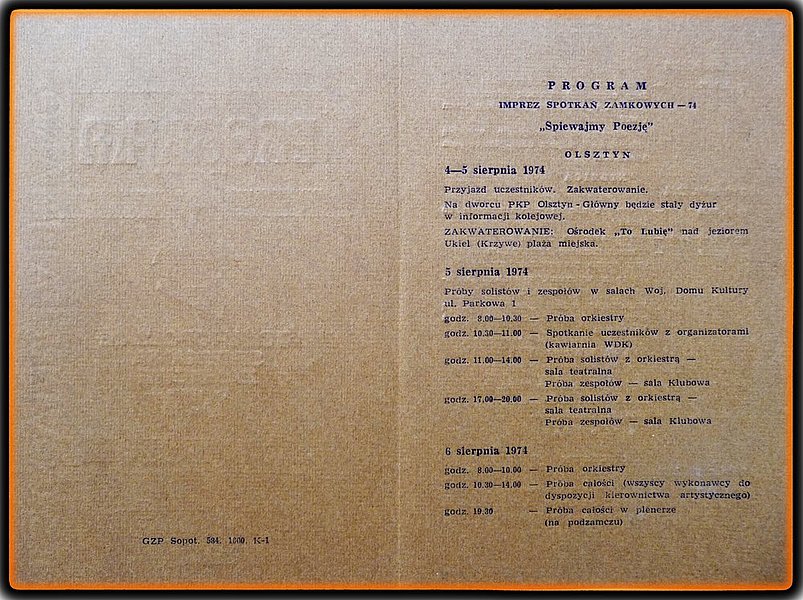 GZP Sopot. 584. 1000. K-1
PROGRAM
IMPREZ SPOTKAŃ ZAMKOWYCH — 74
„Spiewajmy Poezję"
OLSZTYN
4—5 sierpnia 1974
Przyjazd uczestników. Zakwaterowanie.
Na dworcu PKP Olsztyn - Główny będzie stały dyżur
w informacji kolejowej.
ZAKWATEROWANIE: Ośrodek „To Lubię" nad jeziorem
Ukiel (Krzywe) plaża miejska.
5 sierpnia 1974
Próby solistów i zespołów w salach Woj. Domu Kultury
ul. Parkowa 1
godz. 8.00—10.30 — Próba orkiestry
godz. 10.30—11.00 — Spotkanie uczestników z organizatorami
(kawiarnia WDK)
godz. 11.00—14.00 — Próba solistów z orkiestrą —
sala teatralna
Próba zespołów — sala Klubowa
godz. 17.00—20.00 — Próba solistów z orkiestrą —
sala teatralna
Próba zespołów — sala Klubowa
6 sierpnia 1974
godz. 8.00—10.00 — Próba orkiestry
godz. 10.30—14.00 — Próba całości (wszyscy wykonawcy do
dyspozycji kierownictwa artystycznego)
godz. 19.30 — Próba całości w plenerze
(na podzamczu)